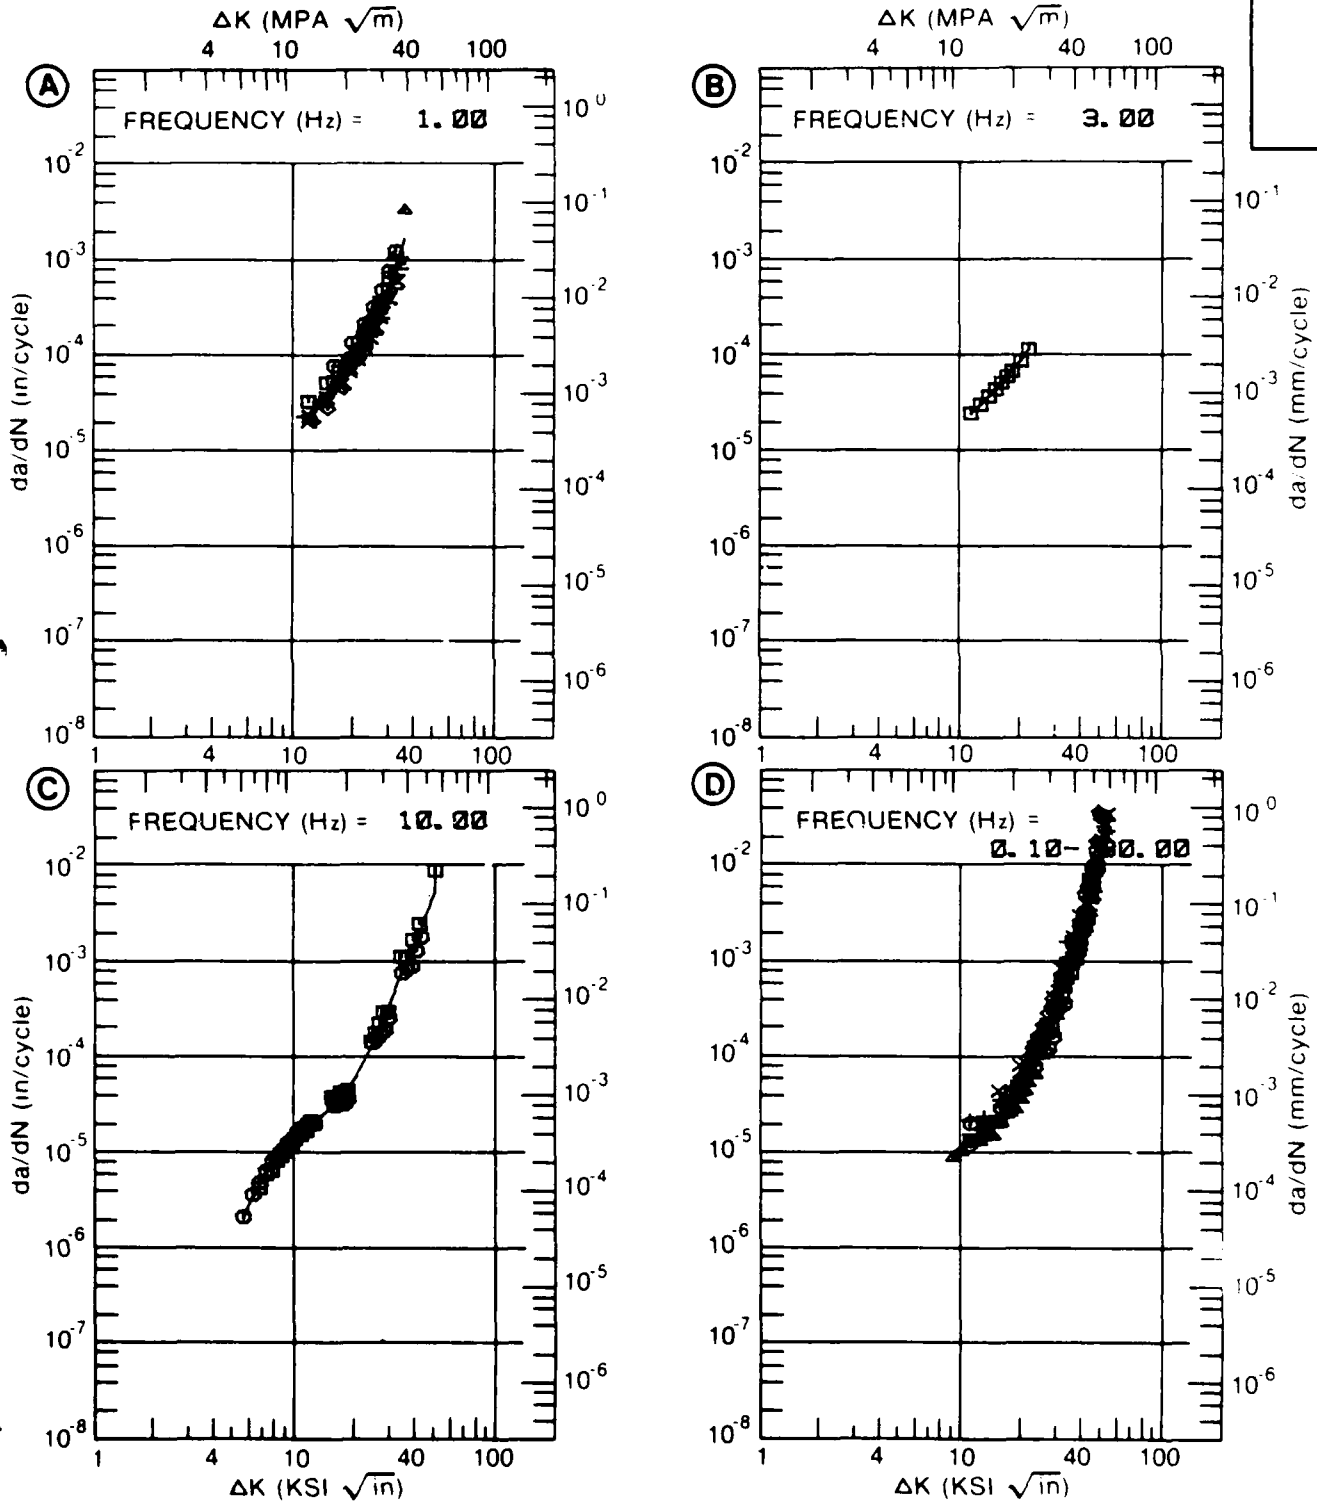 ΔK (MPA √m)
4 10 40 100
A
FREQUENCY (Hz) = 1.00
10⁰
10⁻²
10⁻¹
10⁻³
10⁻²
10⁻⁴
10⁻³
10⁻⁵
10⁻⁴
10⁻⁶
10⁻⁵
10⁻⁷
10⁻⁶
10⁻⁸
1 4 10 40 100
da/dN (in/cycle)
ΔK (MPA √m)
4 10 40 100
B
FREQUENCY (Hz) = 3.00
10⁻²
10⁻¹
10⁻³
10⁻²
10⁻⁴
10⁻³
10⁻⁵
10⁻⁴
10⁻⁶
10⁻⁵
10⁻⁷
10⁻⁶
10⁻⁸
1 4 10 40 100
da/dN (mm/cycle)
C
FREQUENCY (Hz) = 10.00
10⁰
10⁻²
10⁻¹
10⁻³
10⁻²
10⁻⁴
10⁻³
10⁻⁵
10⁻⁴
10⁻⁶
10⁻⁵
10⁻⁷
10⁻⁶
10⁻⁸
1 4 10 40 100
ΔK (KSI √in)
da/dN (in/cycle)
D
FREQUENCY (Hz) =
0.10-
10⁰
10⁻²
10⁻¹
10⁻³
10⁻²
10⁻⁴
10⁻³
10⁻⁵
10⁻⁴
10⁻⁶
10⁻⁵
10⁻⁷
10⁻⁶
10⁻⁸
1 4 10 40 100
ΔK (KSI √in)
da/dN (mm/cycle)